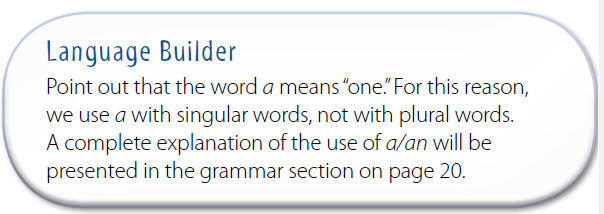 Language Builder
Point out that the word a means “one.” For this reason,
we use a with singular words, not with plural words.
A complete explanation of the use of a/an will be
presented in the grammar section on page 20.